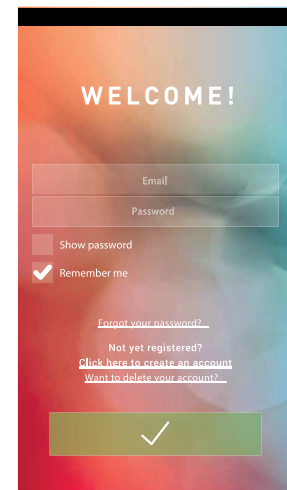 WELCOME!
Email
Password
Show password
Remember me
Forgot your password?
Not yet registered?
Click here to create an account
Want to delete your account?